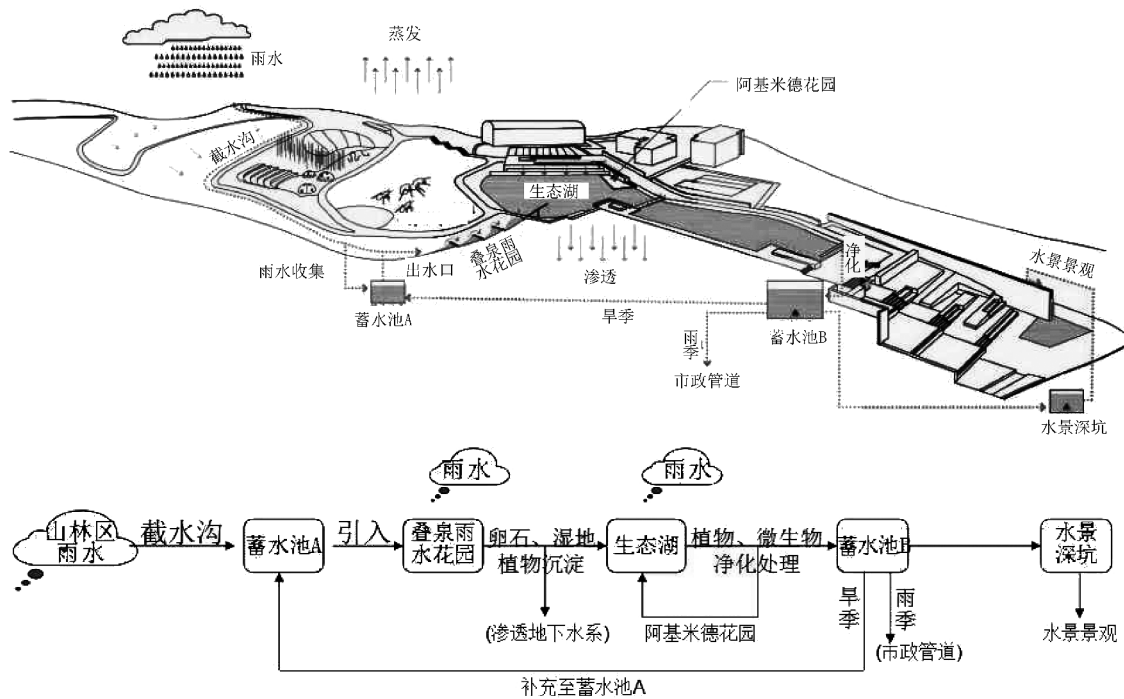 蒸发
雨水
阿基米德花园
截水沟
生态湖
叠泉雨
水花园
净化
水景景观
雨水收集
出水口
渗透
蓄水池A
旱季
雨季
蓄水池B
市政管道
水景深坑
雨水
雨水
山林区
雨水
截水沟
蓄水池A
引入
叠泉雨
水花园
卵石、湿地
植物沉淀
生态湖
植物、微生物
净化处理
蓄水池B
水景
深坑
旱季
雨季
(渗透地下水系)
阿基米德花园
(市政管道)
水景景观
补充至蓄水池A